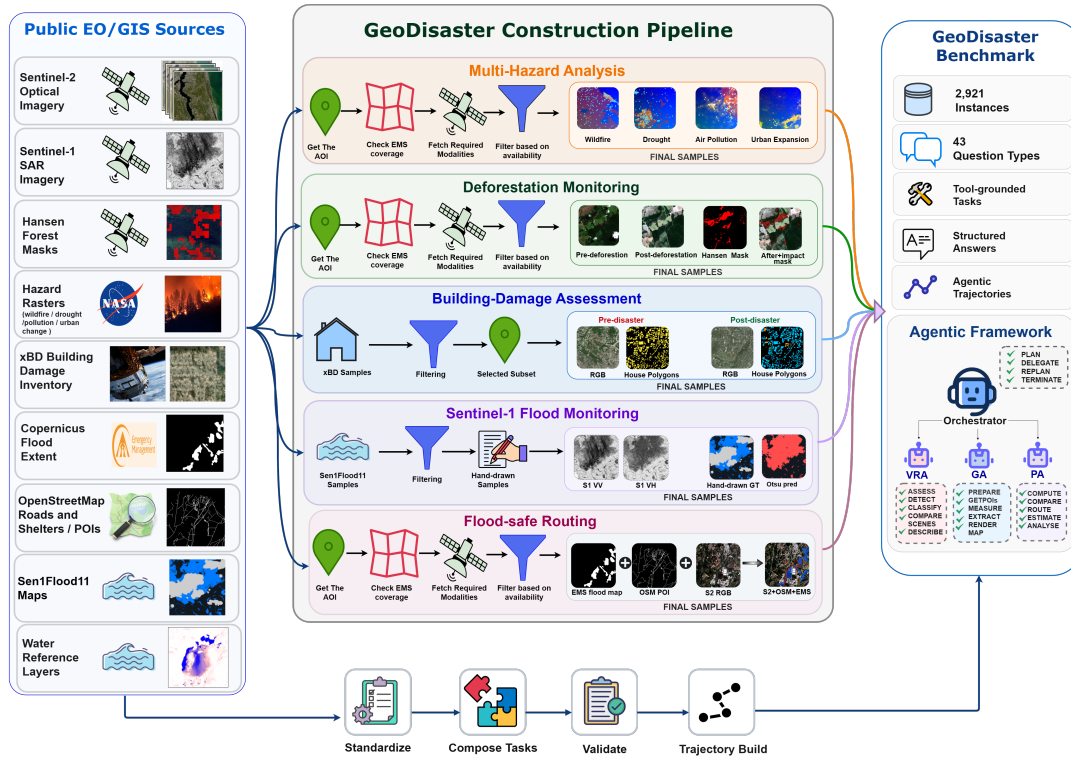 Public EO/GIS Sources
Sentinel-2
Optical
Imagery
Sentinel-1
SAR
Imagery
Hansen
Forest
Masks
Hazard
Rasters
(wildfire / drought
/pollution / urban
change )
NASA
xBD Building
Damage
Inventory
Copernicus
Flood
Extent
Emergency
Management
OpenStreetMap
Roads and
Shelters / POIs
Sen1Flood11
Maps
Water
Reference
Layers
GeoDisaster Construction Pipeline
Multi-Hazard Analysis
Get The
AOI
Check EMS
coverage
Fetch Required
Modalities
Filter based on
availability
Wildfire
Drought
Air Pollution
Urban Expansion
FINAL SAMPLES
Deforestation Monitoring
Get The
AOI
Check EMS
coverage
Fetch Required
Modalities
Filter based on
availability
Pre-deforestion
Post-deforestation
Hansen Mask
After+impact
mask
FINAL SAMPLES
Building-Damage Assessment
xBD Samples
Filtering
Selected Subset
Pre-disaster
Post-disaster
RGB
House Polygons
RGB
House Polygons
FINAL SAMPLES
Sentinel-1 Flood Monitoring
Sen1Flood11
Samples
Filtering
Hand-drawn
Samples
S1 VV
S1 VH
Hand-drawn GT
Otsu pred
FINAL SAMPLES
Flood-safe Routing
Get The
AOI
Check EMS
coverage
Fetch Required
Modalities
Filter based on
availability
EMS flood map
OSM POI
S2 RGB
S2+OSM+EMS
FINAL SAMPLES
GeoDisaster
Benchmark
2,921
Instances
43
Question Types
Tool-grounded
Tasks
A
Structured
Answers
Agentic
Trajectories
Agentic Framework
PLAN
DELEGATE
REPLAN
TERMINATE
Orchestrator
VRA
GA
PA
ASSESS
DETECT
CLASSIFY
COMPARE
SCENES
DESCRIBE
PREPARE
GETPOIs
MEASURE
EXTRACT
RENDER
MAP
COMPUTE
COMPARE
ROUTE
ESTIMATE
ANALYSE
Standardize
Compose Tasks
Validate
Trajectory Build